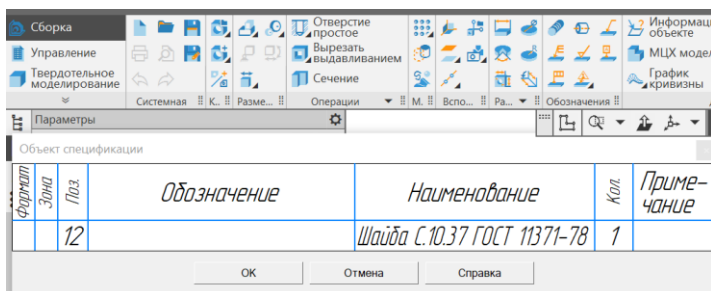 Сборка
Управление
Твердотельное
моделирование
Отверстие
простое
Вырезать
выдавливанием
Сечение
Информац
объекте
МЦХ модел
График
кривизны
Системная К... Разме... Операции М. Вспо... Ра... Обозначения
Параметры
Объект спецификации
Формат Зона Поз. Обозначение Наименование Кол. Приме-
чание
12 Шайба С.10.37 ГОСТ 11371-78 1
ОК Отмена Справка